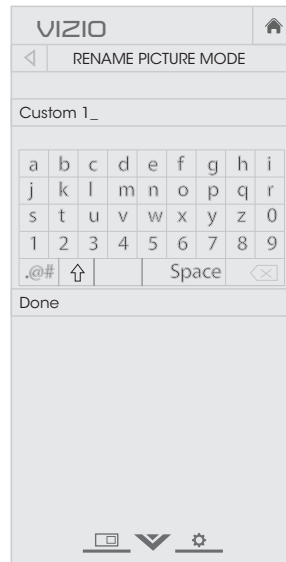 VIZIO
RENAME PICTURE MODE
Custom 1_
a b c d e f g h i
j k l m n o p q r
s t u v w x y z 0
1 2 3 4 5 6 7 8 9
.@# Space
Done